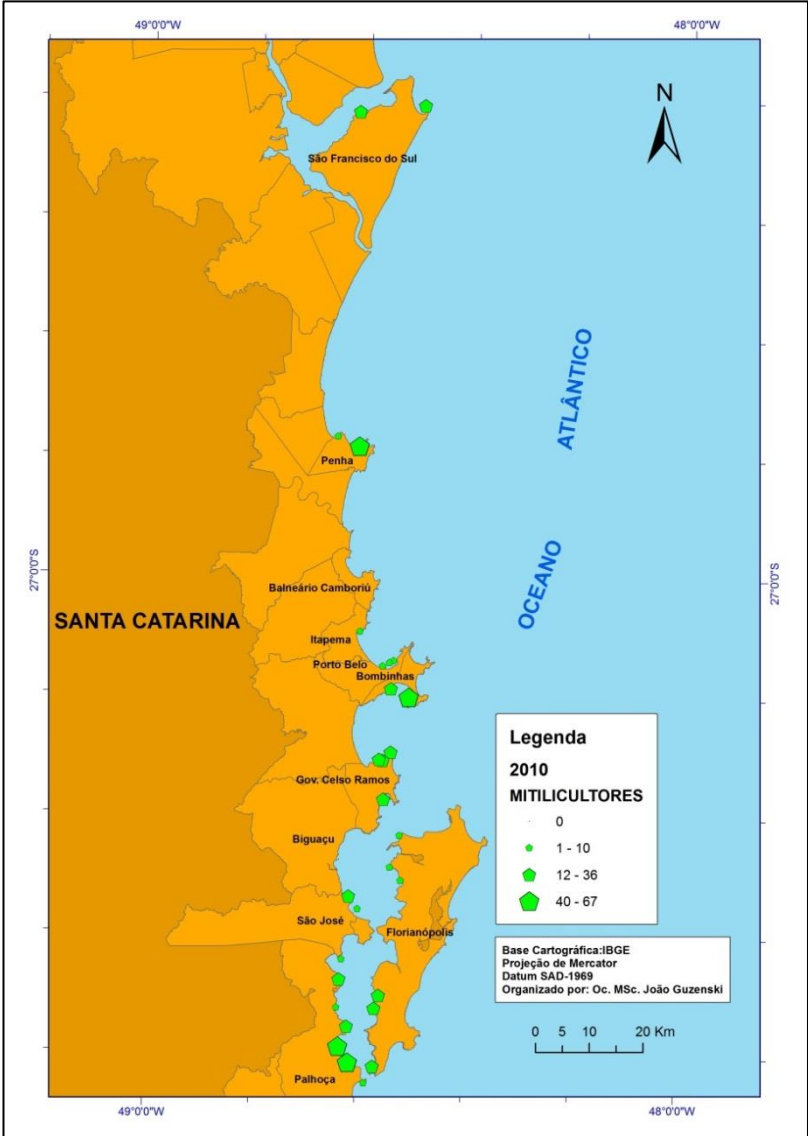 49°0'0"W
48°0'0"W
N
São Francisco do Sul
ATLÂNTICO
Penha
OCEANO
27°0'0"S
27°0'0"S
Balneário Camboriú
SANTA CATARINA
Itapema
Porto Belo
Bombinhas
Gov. Celso Ramos
Biguaçu
São José
Florianópolis
Palhoça
Legenda
2010
MITILICULTORES
0
1 - 10
12 - 36
40 - 67
Base Cartográfica:IBGE
Projeção de Mercator
Datum SAD-1969
Organizado por: Oc. MSc. João Guzenski
0 5 10 20 Km
49°0'0"W
48°0'0"W